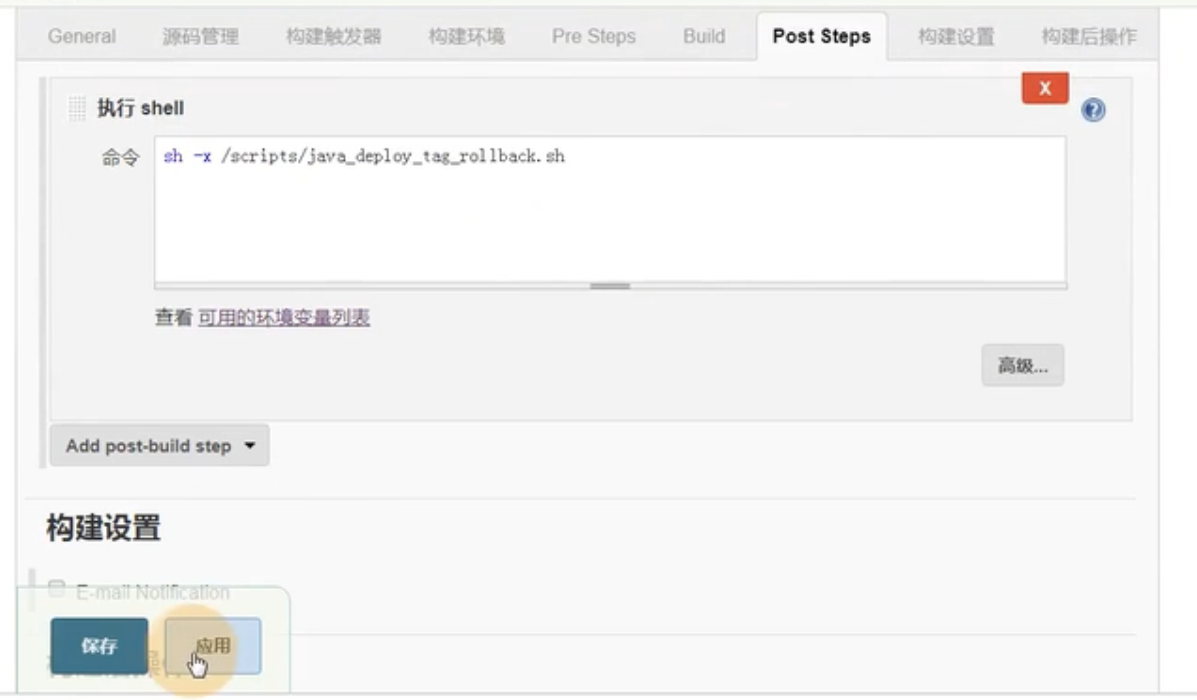 General 源码管理 构建触发器 构建环境 Pre Steps Build Post Steps 构建设置 构建后操作
执行 shell
X
命令 sh -x /scripts/java_deploy_tag_rollback.sh
查看 可用的环境变量列表
高级...
Add post-build step
构建设置
E-mail Notification
保存 应用